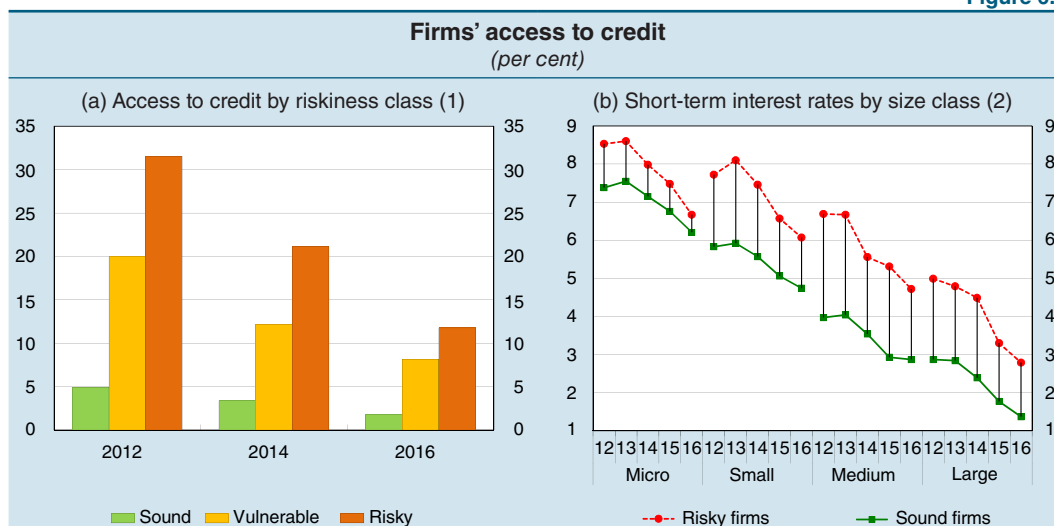 Firms' access to credit
(per cent)
(a) Access to credit by riskiness class (1)
35 35
30 30
25 25
20 20
15 15
10 10
5 5
0 0
2012 2014 2016
Sound Vulnerable Risky
(b) Short-term interest rates by size class (2)
9 9
8 8
7 7
6 6
5 5
4 4
3 3
2 2
1 1
12 13 14 15 16 12 13 14 15 16 12 13 14 15 16 12 13 14 15 16
Micro Small Medium Large
Risky firms Sound firms